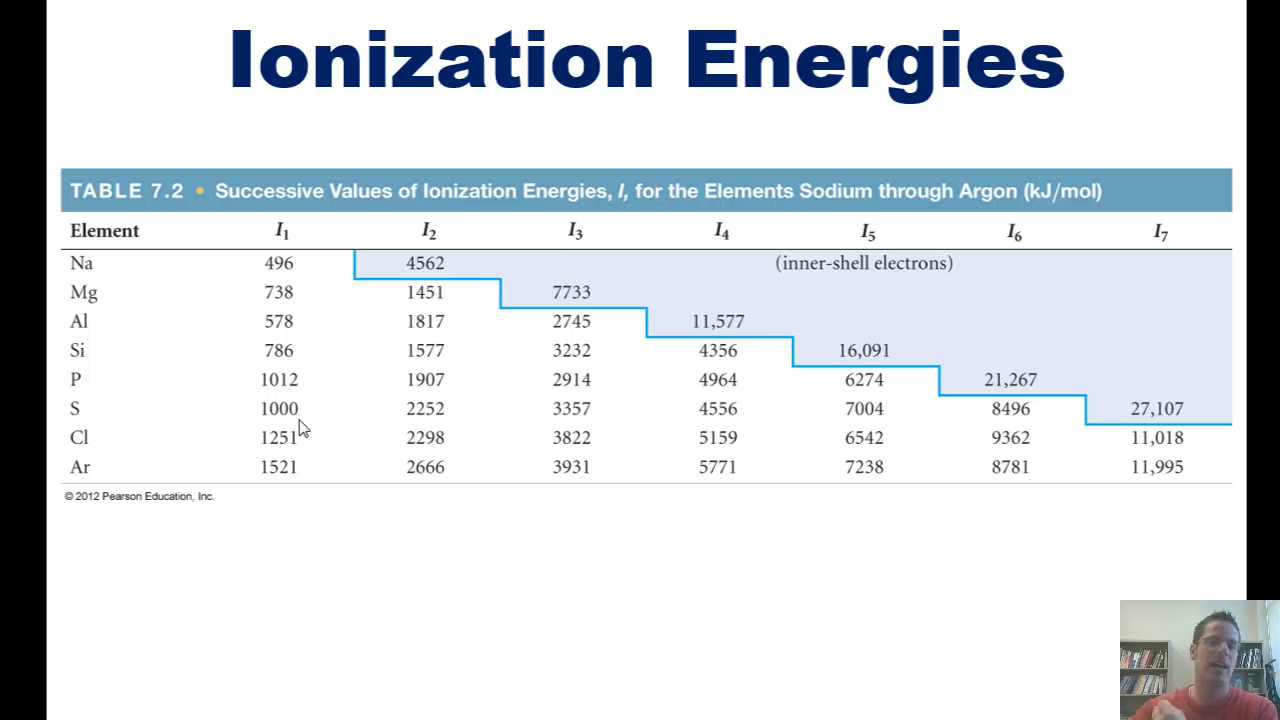 Ionization Energies
TABLE 7.2 • Successive Values of Ionization Energies, I, for the Elements Sodium through Argon (kJ/mol)
Element I₁ I₂ I₃ I₄ I₅ I₆ I₇
Na 496 4562 (inner-shell electrons)
Mg 738 1451 7733
Al 578 1817 2745 11,577
Si 786 1577 3232 4356 16,091
P 1012 1907 2914 4964 6274 21,267
S 1000 2252 3357 4556 7004 8496 27,107
Cl 1251 2298 3822 5159 6542 9362 11,018
Ar 1521 2666 3931 5771 7238 8781 11,995
© 2012 Pearson Education, Inc.